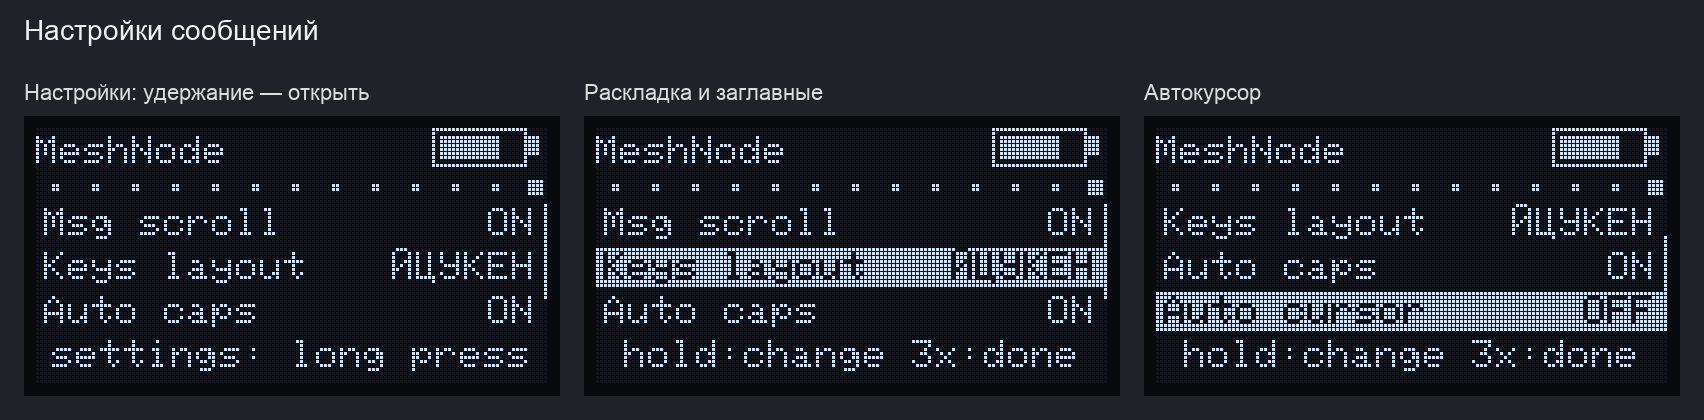 Настройки сообщений
Настройки: удержание — открыть
MeshNode
Msg scroll ON
Keys layout ЙЦУКЕН
Auto caps ON
settings: long press
Раскладка и заглавные
MeshNode
Msg scroll ON
Keys layout ЙЦУКЕН
Auto caps ON
hold:change 3x:done
Автокурсор
MeshNode
Keys layout ЙЦУКЕН
Auto caps ON
Auto cursor OFF
hold:change 3x:done